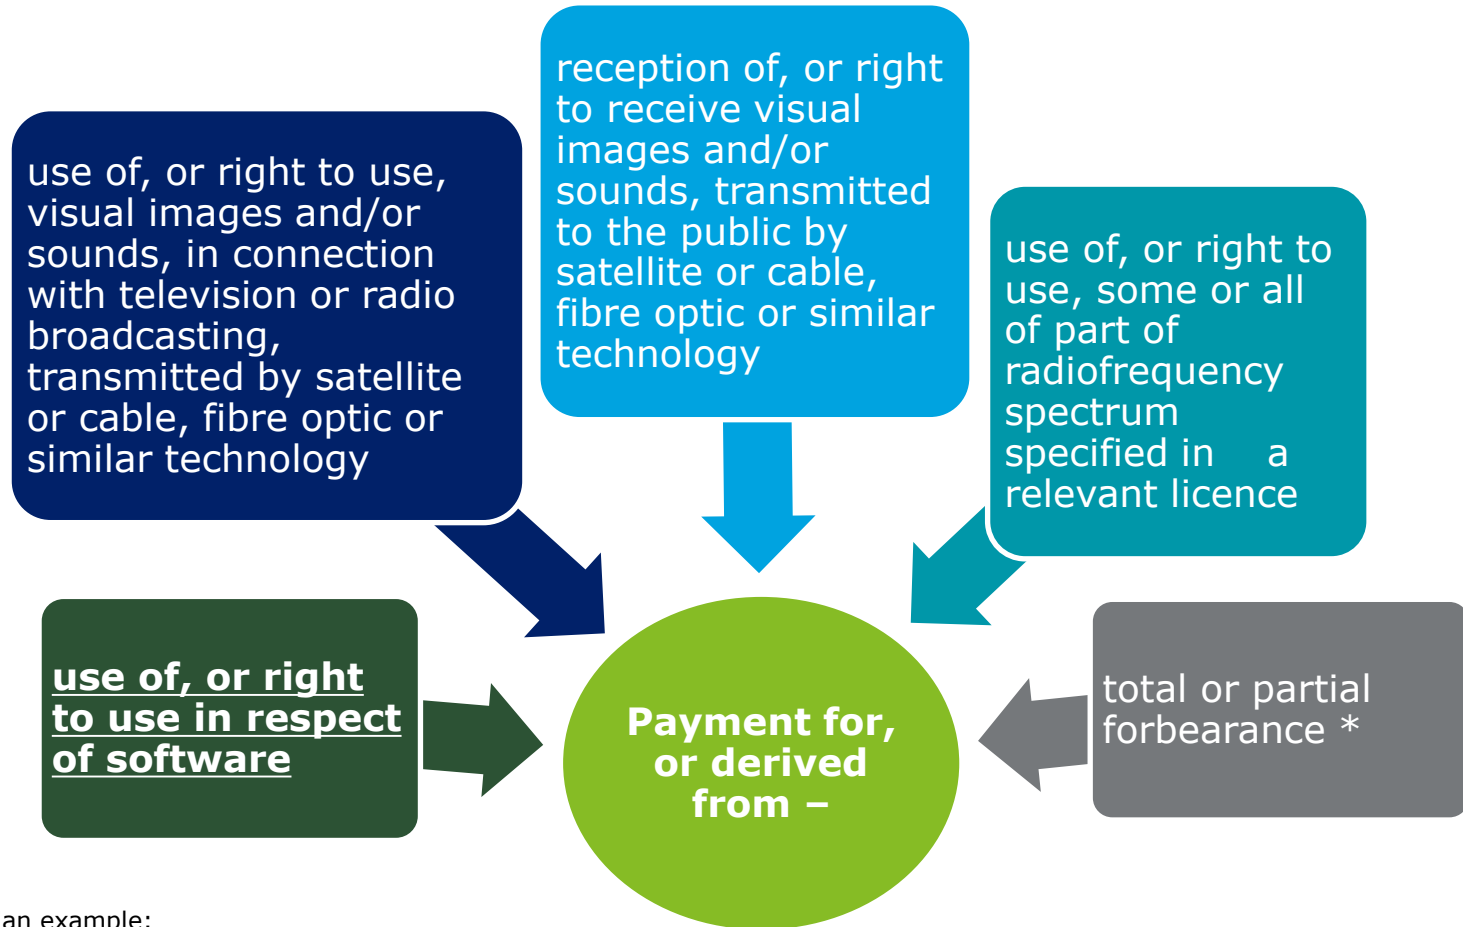 reception of, or right
to receive visual
images and/or
sounds, transmitted
to the public by
satellite or cable,
fibre optic or similar
technology
use of, or right to use,
visual images and/or
sounds, in connection
with television or radio
broadcasting,
transmitted by satellite
or cable, fibre optic or
similar technology
use of, or right to
use, some or all
of part of
radiofrequency
spectrum
specified in a
relevant licence
use of, or right
to use in respect
of software
Payment for,
or derived
from –
total or partial
forbearance *
an example: